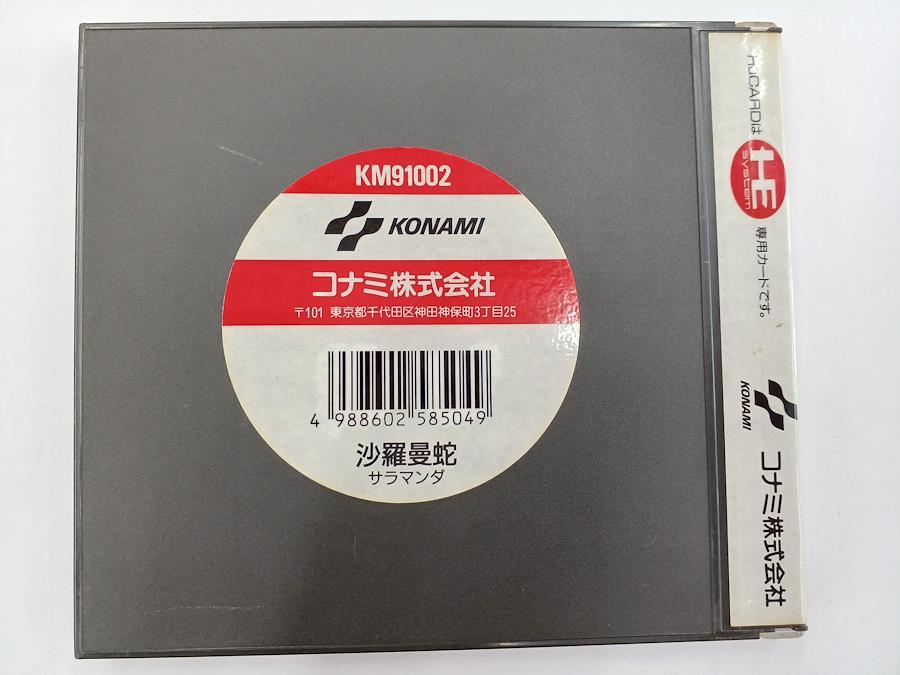 KM91002
KONAMI
コナミ株式会社
〒101 東京都千代田区神田神保町3丁目25
4 988602 585049
沙羅曼蛇
サラマンダ
HuCARDは
HE
system
専用カードです。
KONAMI
コナミ株式会社